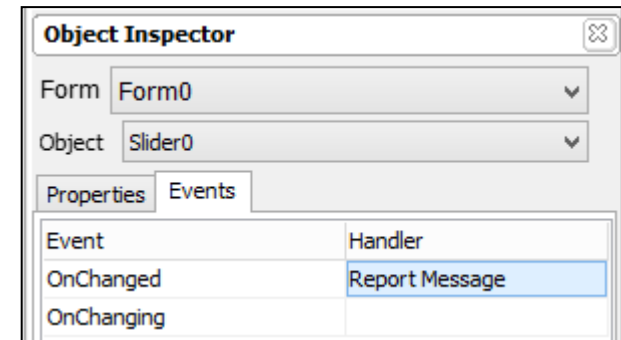 Object Inspector
Form Form0
Object Slider0
Properties Events
Event Handler
OnChanged Report Message
OnChanging